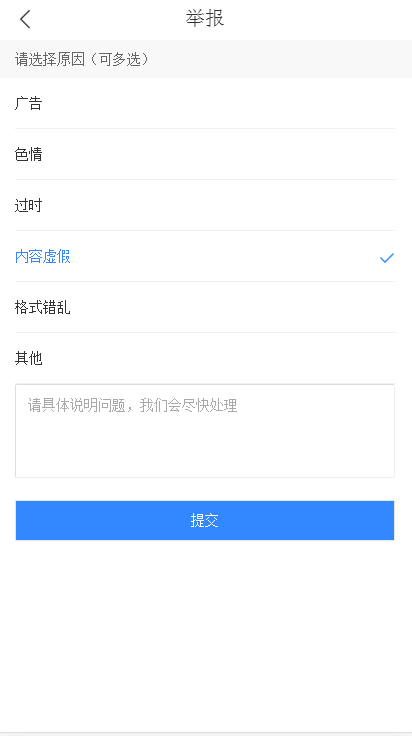 举报
请选择原因（可多选）
广告
色情
过时
内容虚假
格式错乱
其他
请具体说明问题，我们会尽快处理
提交